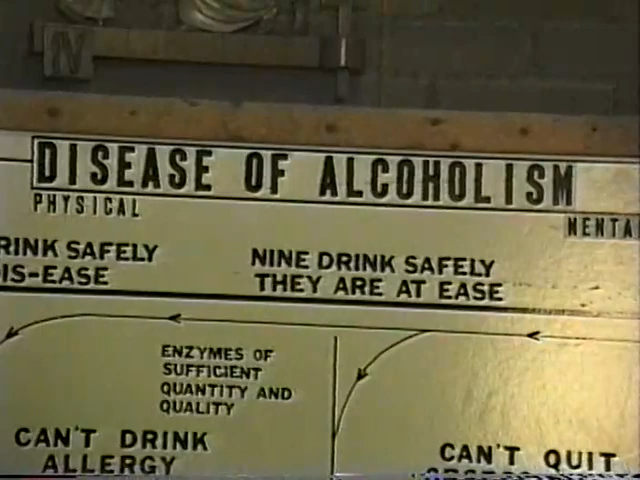 N
DISEASE OF ALCOHOLISM
PHYSICAL
MENTA
RINK SAFELY
IS-EASE
NINE DRINK SAFELY
THEY ARE AT EASE
ENZYMES OF
SUFFICIENT
QUANTITY AND
QUALITY
CAN'T DRINK
ALLERGY
CAN'T QUIT